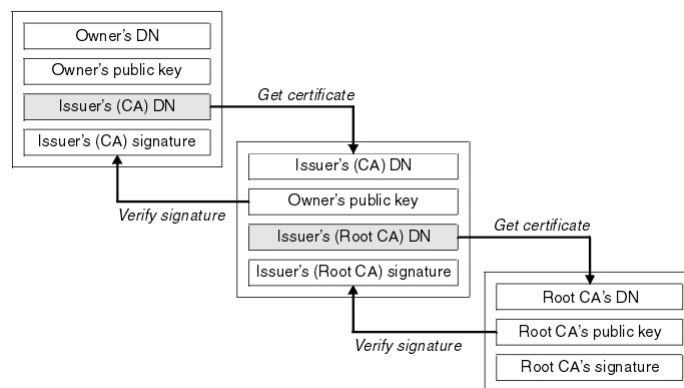 Owner's DN
Owner's public key
Issuer's (CA) DN
Get certificate
Issuer's (CA) signature
Issuer's (CA) DN
Owner's public key
Verify signature
Issuer's (Root CA) DN
Get certificate
Issuer's (Root CA) signature
Root CA's DN
Root CA's public key
Verify signature
Root CA's signature